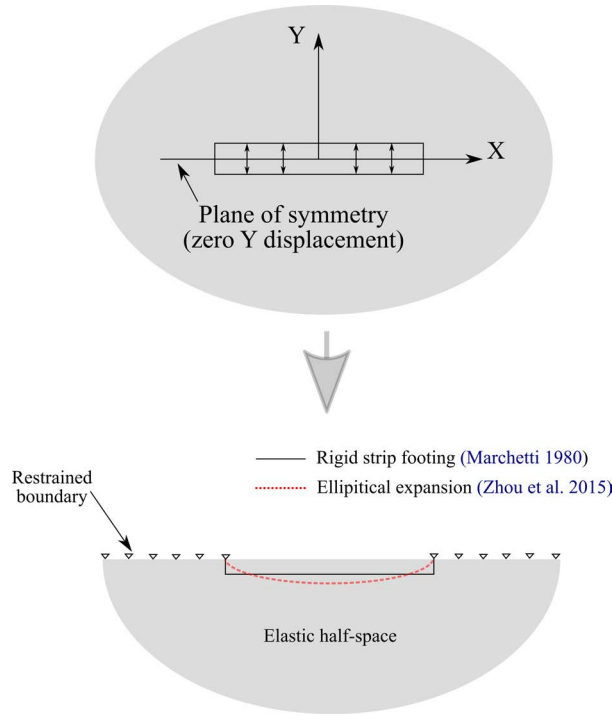 Y
X
Plane of symmetry
(zero Y displacement)
Rigid strip footing (Marchetti 1980)
Ellipitical expansion (Zhou et al. 2015)
Restrained
boundary
Elastic half-space